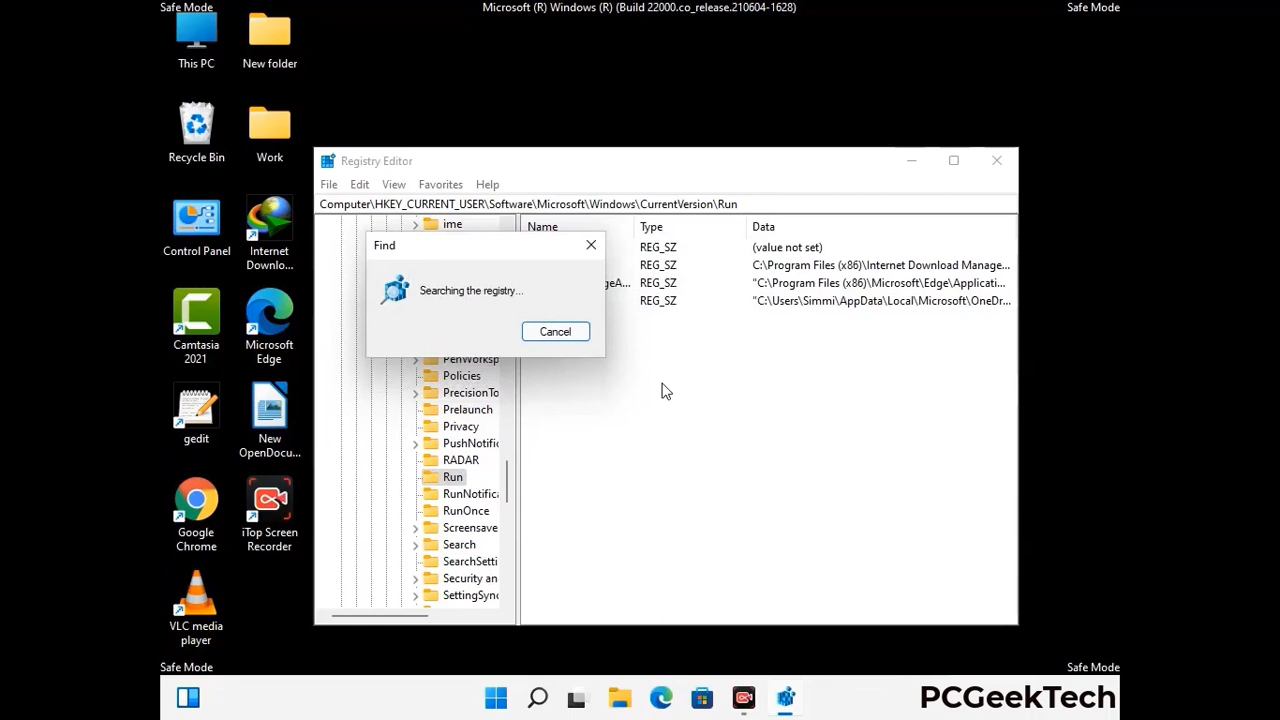 Safe Mode
Microsoft (R) Windows (R) (Build 22000.co_release.210604-1628)
Safe Mode
This PC
New folder
Recycle Bin
Work
Control Panel
Internet
Downlo...
Camtasia
2021
Microsoft
Edge
gedit
New
OpenDocu...
Google
Chrome
iTop Screen
Recorder
VLC media
player
Registry Editor
File Edit View Favorites Help
Computer\HKEY_CURRENT_USER\Software\Microsoft\Windows\CurrentVersion\Run
ime
PenWorksp
Policies
PrecisionTo
Prelaunch
Privacy
PushNotific
RADAR
Run
RunNotifica
RunOnce
Screensave
Search
SearchSetti
Security an
SettingSync
Name Type Data
REG_SZ (value not set)
REG_SZ C:\Program Files (x86)\Internet Download Manage...
geA... REG_SZ "C:\Program Files (x86)\Microsoft\Edge\Applicati...
REG_SZ "C:\Users\Simmi\AppData\Local\Microsoft\OneDr...
Find
Searching the registry...
Cancel
Safe Mode
Safe Mode
PCGeekTech